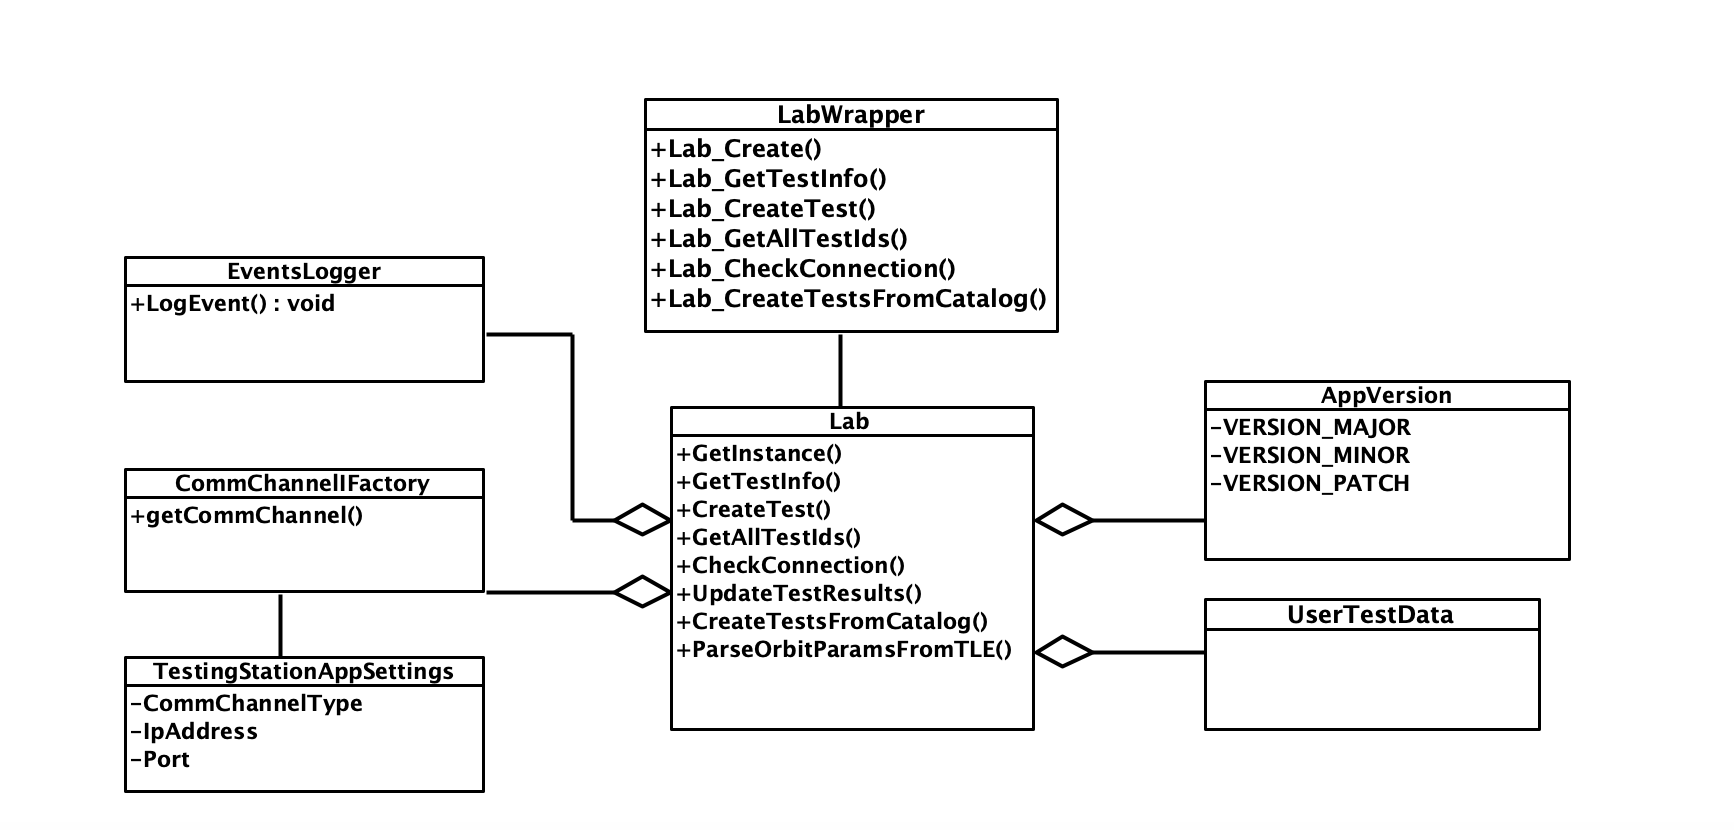 LabWrapper
+Lab_Create()
+Lab_GetTestInfo()
+Lab_CreateTest()
+Lab_GetAllTestIds()
+Lab_CheckConnection()
+Lab_CreateTestsFromCatalog()
EventsLogger
+LogEvent() : void
CommChannelIFactory
+getCommChannel()
TestingStationAppSettings
-CommChannelType
-IpAddress
-Port
Lab
+GetInstance()
+GetTestInfo()
+CreateTest()
+GetAllTestIds()
+CheckConnection()
+UpdateTestResults()
+CreateTestsFromCatalog()
+ParseOrbitParamsFromTLE()
AppVersion
-VERSION_MAJOR
-VERSION_MINOR
-VERSION_PATCH
UserTestData